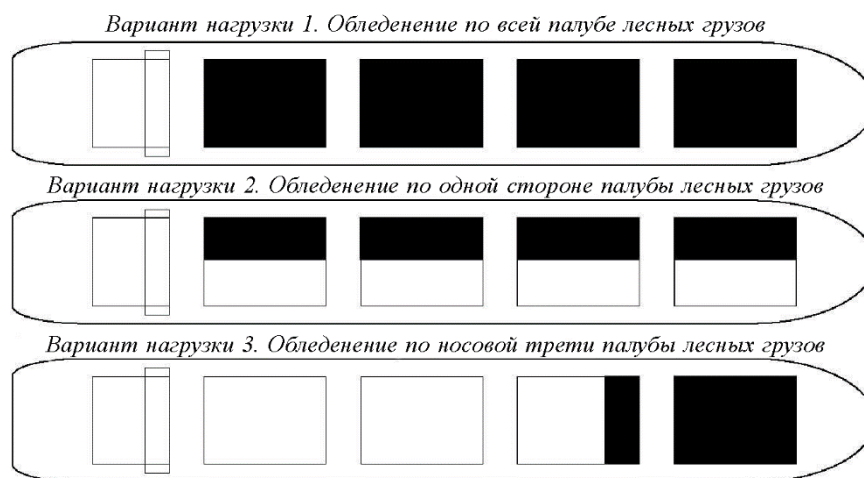 Вариант нагрузки 1. Обледенение по всей палубе лесных грузов
Вариант нагрузки 2. Обледенение по одной стороне палубы лесных грузов
Вариант нагрузки 3. Обледенение по носовой трети палубы лесных грузов